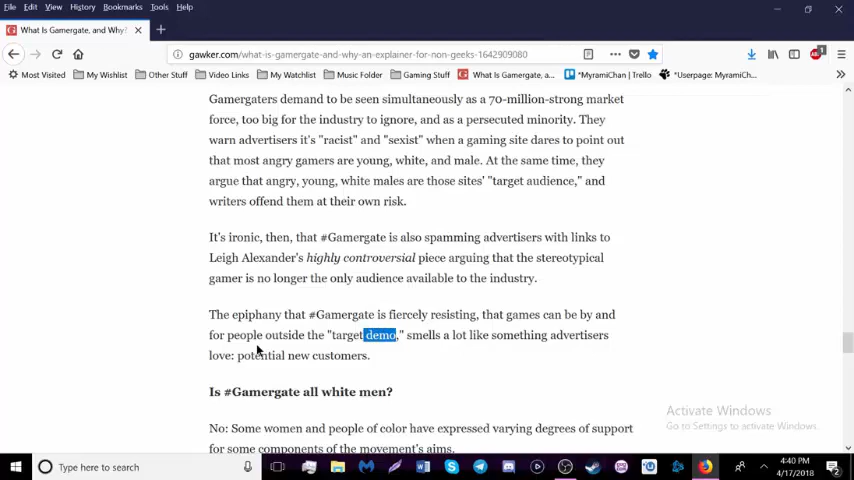 File Edit View History Bookmarks Tools Help
What Is Gamergate, and Why?
gawker.com/what-is-gamergate-and-why-an-explainer-for-non-geeks-1642909080
1
Most Visited My Wishlist Other Stuff Video Links My Watchlist Music Folder Gaming Stuff What Is Gamergate, a... *MyramiChan | Trello *Userpage: MyramiCh...
Gamergaters demand to be seen simultaneously as a 70-million-strong market
force, too big for the industry to ignore, and as a persecuted minority. They
warn advertisers it's "racist" and "sexist" when a gaming site dares to point out
that most angry gamers are young, white, and male. At the same time, they
argue that angry, young, white males are those sites' "target audience," and
writers offend them at their own risk.
It's ironic, then, that #Gamergate is also spamming advertisers with links to
Leigh Alexander's highly controversial piece arguing that the stereotypical
gamer is no longer the only audience available to the industry.
The epiphany that #Gamergate is fiercely resisting, that games can be by and
for people outside the "target demo," smells a lot like something advertisers
love: potential new customers.
Is #Gamergate all white men?
No: Some women and people of color have expressed varying degrees of support
for some components of the movement's aims.
Activate Windows
Go to Settings to activate Windows.
Type here to search
4:40 PM
4/17/2018
2